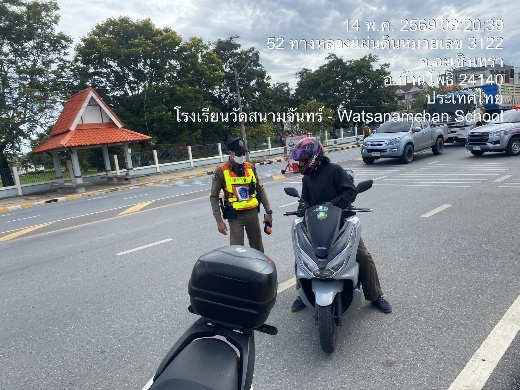 14 พ.ค. 2569 09:20:39
52 ทางหลวงแผ่นดินหมายเลข 3122
จ.ฉะเชิงเทรา
อ.บ้านโพธิ์ 24140
ประเทศไทย
โรงเรียนวัดสนามจันทร์ - Watsanamchan School